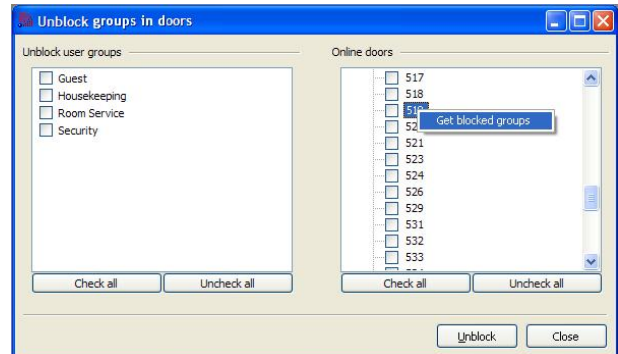 Unblock groups in doors
Unblock user groups
Guest
Housekeeping
Room Service
Security
Check all
Uncheck all
Online doors
517
518
519
Get blocked groups
521
523
524
526
529
531
532
533
Check all
Uncheck all
Unblock
Close